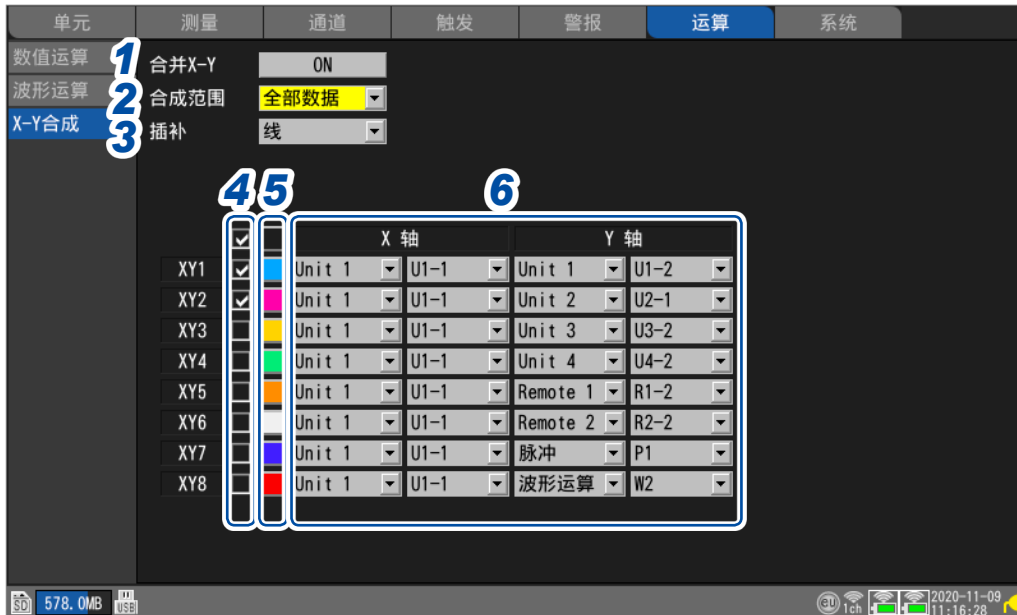 单元 测量 通道 触发 警报 运算 系统
数值运算 1 合并X-Y ON
波形运算 2 合成范围 全部数据
X-Y合成 3 插补 线
4 5 6
X 轴 Y 轴
XY1 Unit 1 U1-1 Unit 1 U1-2
XY2 Unit 1 U1-1 Unit 2 U2-1
XY3 Unit 1 U1-1 Unit 3 U3-2
XY4 Unit 1 U1-1 Unit 4 U4-2
XY5 Unit 1 U1-1 Remote 1 R1-2
XY6 Unit 1 U1-1 Remote 2 R2-2
XY7 Unit 1 U1-1 脉冲 P1
XY8 Unit 1 U1-1 波形运算 W2
SD 578.0MB USB EU 1ch 2020-11-09
11:16:28